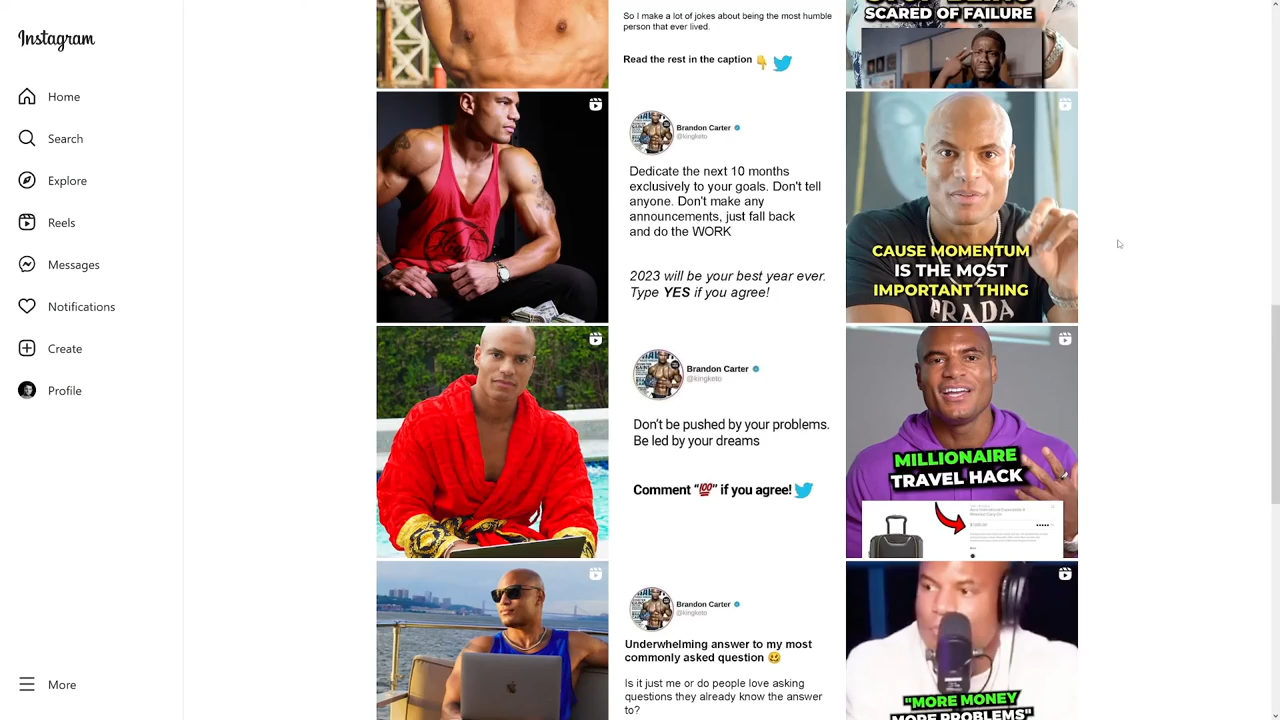 Instagram
Home
Search
Explore
Reels
Messages
Notifications
Create
Profile
More
So I make a lot of jokes about being the most humble
person that ever lived.
Read the rest in the caption 👇
SCARED OF FAILURE
Brandon Carter
@kingketo
Dedicate the next 10 months
exclusively to your goals. Don't tell
anyone. Don't make any
announcements, just fall back
and do the WORK
2023 will be your best year ever.
Type YES if you agree!
CAUSE MOMENTUM
IS THE MOST
IMPORTANT THING
PRADA
Brandon Carter
@kingketo
Don't be pushed by your problems.
Be led by your dreams
Comment "💯" if you agree!
MILLIONAIRE
TRAVEL HACK
Brandon Carter
@kingketo
Underwhelming answer to my most
commonly asked question 🥴
Is it just me or do people love asking
questions they already know the answer
to?
"MORE MONEY
MORE PROBLEMS"